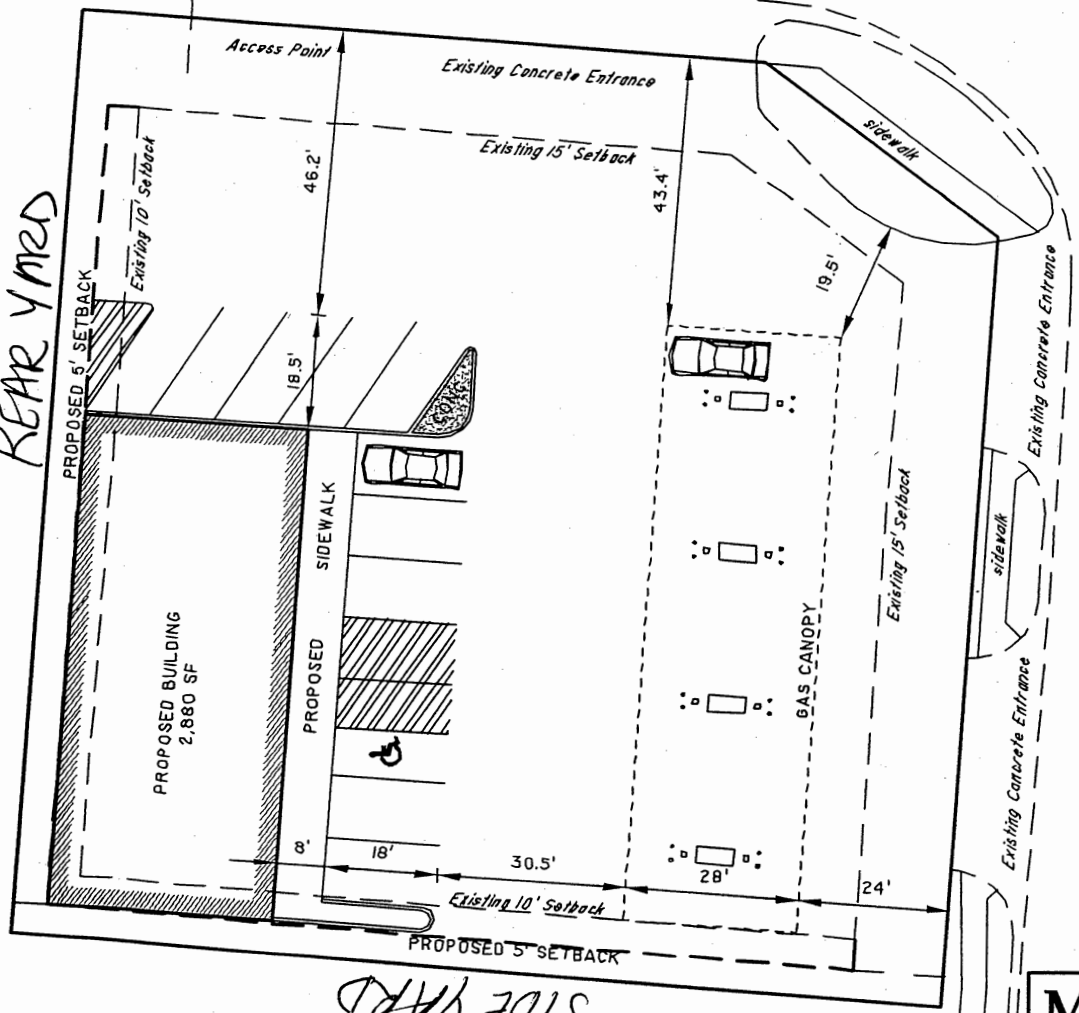 Access Point
Existing Concrete Entrance
sidewalk
Existing 15' Setback
46.2'
43.4'
Existing 10' Setback
19.5'
REAR YARD
PROPOSED 5' SETBACK
18.5'
CONC.
Existing Concrete Entrance
SIDEWALK
PROPOSED
Existing 15' Setback
sidewalk
PROPOSED BUILDING
2,880 SF
GAS CANOPY
Existing Concrete Entrance
8'
18'
30.5'
28'
24'
Existing 10' Setback
PROPOSED 5' SETBACK
SIDE YARD
M